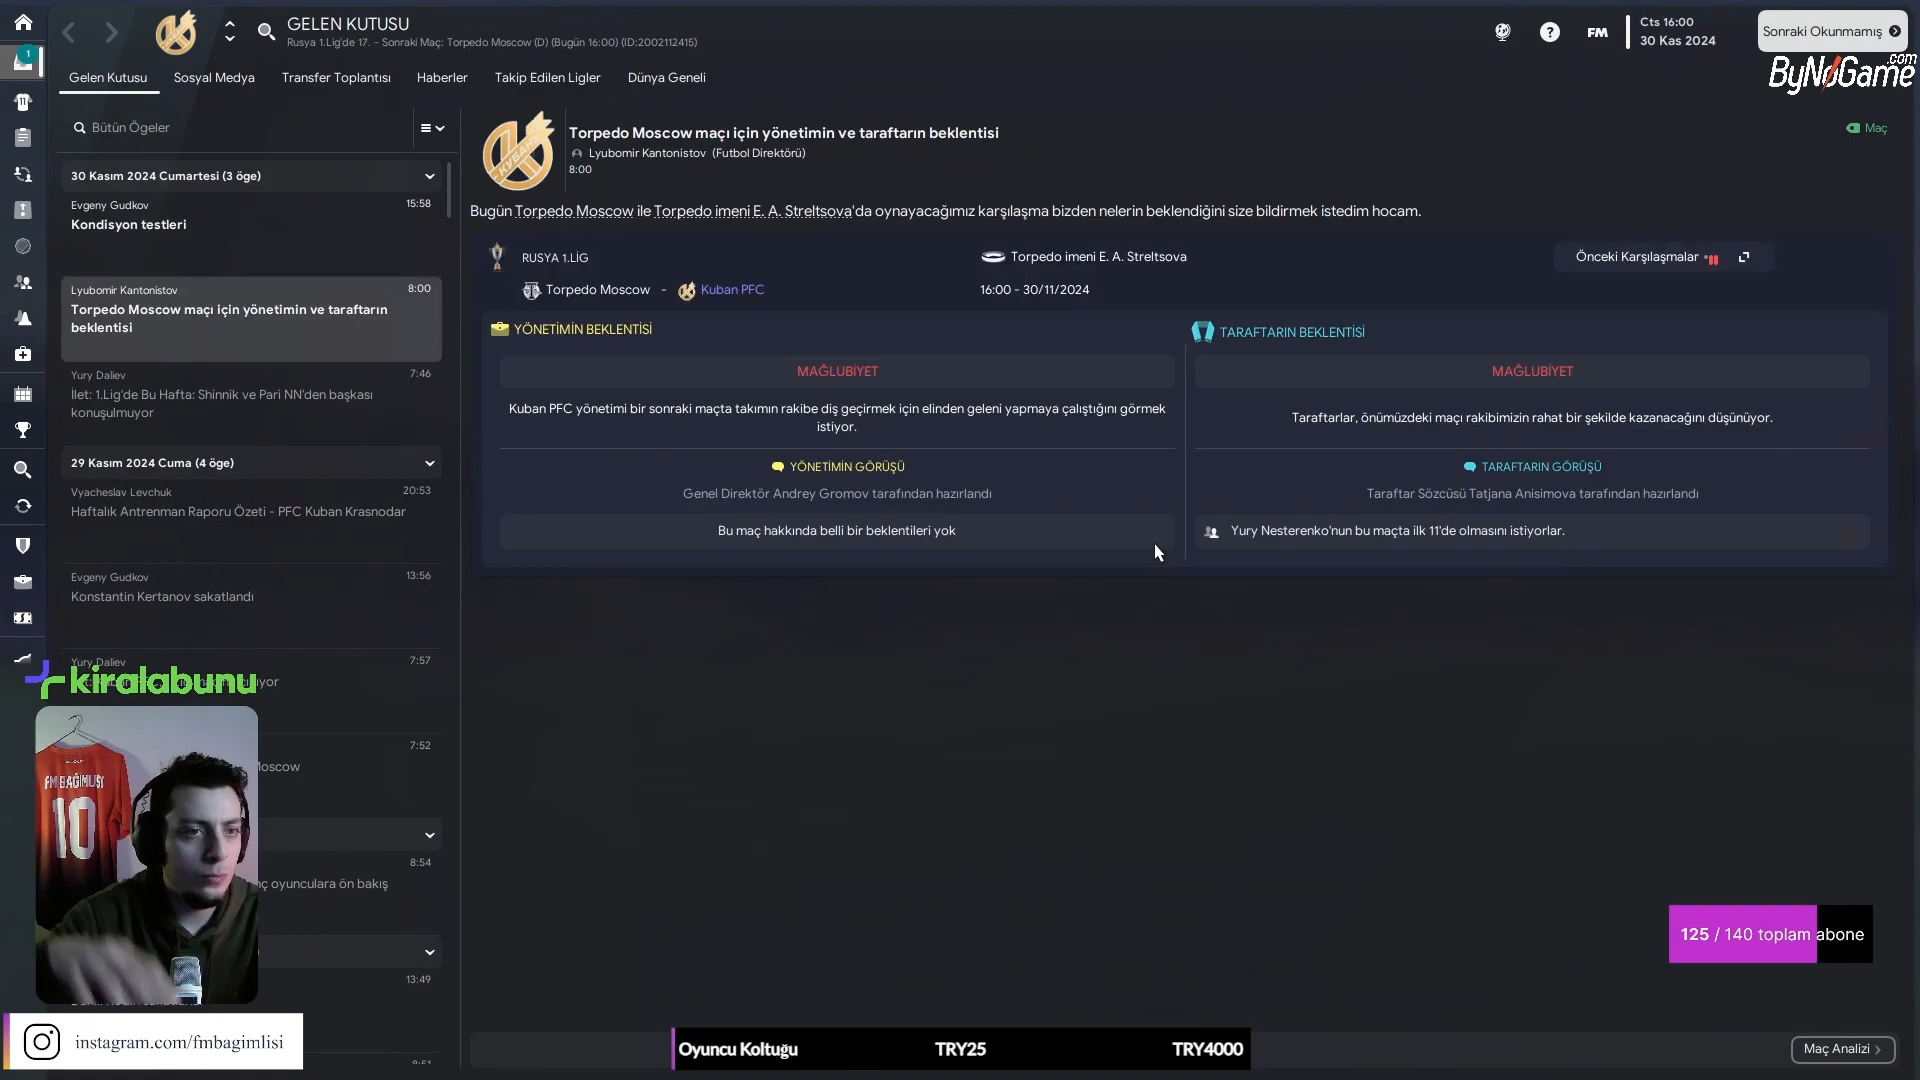 GELEN KUTUSU
Rusya 1.Lig'de 17. - Sonraki Maç: Torpedo Moscow (D) (Bugün 16:00) (ID:2002112415)
FM
Cts 16:00
30 Kas 2024
Sonraki Okunmamış
ByNoGame.com
1
Gelen Kutusu
Sosyal Medya
Transfer Toplantısı
Haberler
Takip Edilen Ligler
Dünya Geneli
Bütün Ögeler
30 Kasım 2024 Cumartesi (3 öge)
Evgeny Gudkov 15:58
Kondisyon testleri
Lyubomir Kantonistov 8:00
Torpedo Moscow maçı için yönetimin ve taraftarın
beklentisi
Yury Daliev 7:46
İlet: 1.Lig'de Bu Hafta: Shinnik ve Pari NN'den başkası
konuşulmuyor
29 Kasım 2024 Cuma (4 öge)
Vyacheslav Levchuk 20:53
Haftalık Antrenman Raporu Özeti - PFC Kuban Krasnodar
Evgeny Gudkov 13:56
Konstantin Kertanov sakatlandı
Yury Daliev 7:57
kiralabunu
7:52
Moscow
8:54
oyunculara ön bakış
13:49
FM BAĞIMLISI
10
instagram.com/fmbagimlisi
КУБАНЬ
Torpedo Moscow maçı için yönetimin ve taraftarın beklentisi
Lyubomir Kantonistov (Futbol Direktörü)
8:00
Maç
Bugün Torpedo Moscow ile Torpedo imeni E. A. Streltsova'da oynayacağımız karşılaşma bizden nelerin beklendiğini size bildirmek istedim hocam.
RUSYA 1.LİG
Torpedo imeni E. A. Streltsova
Önceki Karşılaşmalar
Torpedo Moscow - Kuban PFC
16:00 - 30/11/2024
YÖNETİMİN BEKLENTİSİ
MAĞLUBİYET
Kuban PFC yönetimi bir sonraki maçta takımın rakibe diş geçirmek için elinden geleni yapmaya çalıştığını görmek
istiyor.
YÖNETİMİN GÖRÜŞÜ
Genel Direktör Andrey Gromov tarafından hazırlandı
Bu maç hakkında belli bir beklentileri yok
TARAFTARIN BEKLENTİSİ
MAĞLUBİYET
Taraftarlar, önümüzdeki maçı rakibimizin rahat bir şekilde kazanacağını düşünüyor.
TARAFTARIN GÖRÜŞÜ
Taraftar Sözcüsü Tatjana Anisimova tarafından hazırlandı
Yury Nesterenko'nun bu maçta ilk 11'de olmasını istiyorlar.
125 / 140 toplam abone
Oyuncu Koltuğu TRY25 TRY4000
Maç Analizi